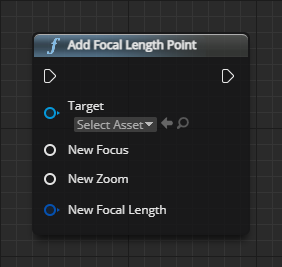 Add Focal Length Point
Target
Select Asset
New Focus
New Zoom
New Focal Length